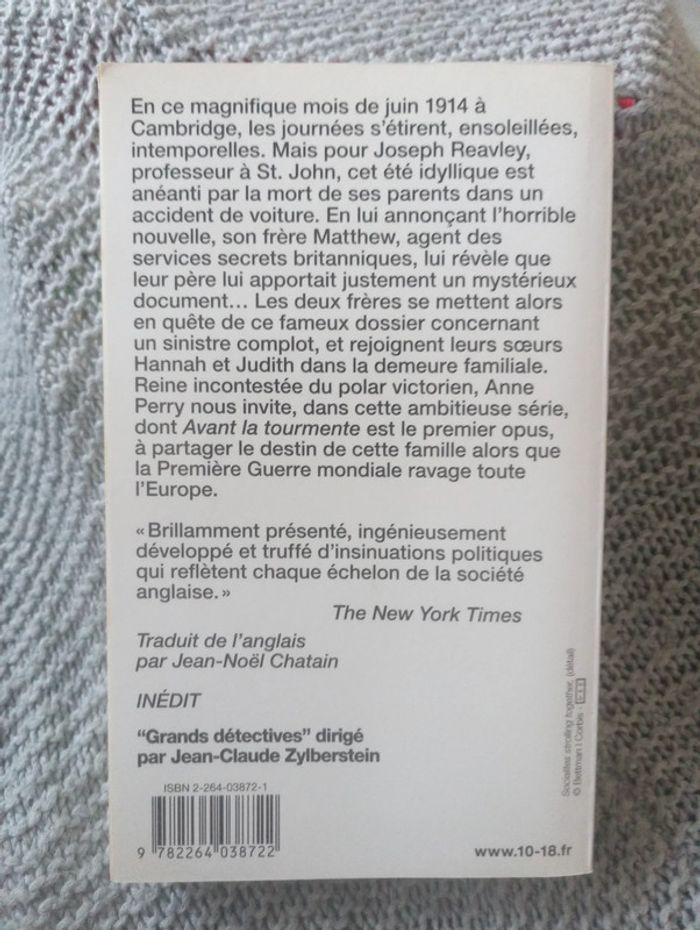 En ce magnifique mois de juin 1914 à
Cambridge, les journées s'étirent, ensoleillées,
intemporelles. Mais pour Joseph Reavley,
professeur à St. John, cet été idyllique est
anéanti par la mort de ses parents dans un
accident de voiture. En lui annonçant l'horrible
nouvelle, son frère Matthew, agent des
services secrets britanniques, lui révèle que
leur père lui apportait justement un mystérieux
document... Les deux frères se mettent alors
en quête de ce fameux dossier concernant
un sinistre complot, et rejoignent leurs sœurs
Hannah et Judith dans la demeure familiale.
Reine incontestée du polar victorien, Anne
Perry nous invite, dans cette ambitieuse série,
dont Avant la tourmente est le premier opus,
à partager le destin de cette famille alors que
la Première Guerre mondiale ravage toute
l'Europe.
« Brillamment présenté, ingénieusement
développé et truffé d'insinuations politiques
qui reflètent chaque échelon de la société
anglaise. »
The New York Times
Traduit de l'anglais
par Jean-Noël Chatain
INÉDIT
"Grands détectives" dirigé
par Jean-Claude Zylberstein
ISBN 2-264-03872-1
9 782264 038722
www.10-18.fr
Socialites strolling together, (détail)
© Bettman | Corbis -